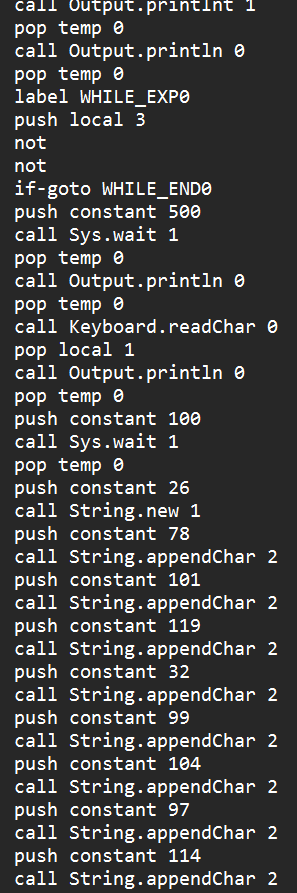 call Output.printInt 1
pop temp 0
call Output.println 0
pop temp 0
label WHILE_EXP0
push local 3
not
not
if-goto WHILE_END0
push constant 500
call Sys.wait 1
pop temp 0
call Output.println 0
pop temp 0
call Keyboard.readChar 0
pop local 1
call Output.println 0
pop temp 0
push constant 100
call Sys.wait 1
pop temp 0
push constant 26
call String.new 1
push constant 78
call String.appendChar 2
push constant 101
call String.appendChar 2
push constant 119
call String.appendChar 2
push constant 32
call String.appendChar 2
push constant 99
call String.appendChar 2
push constant 104
call String.appendChar 2
push constant 97
call String.appendChar 2
push constant 114
call String.appendChar 2